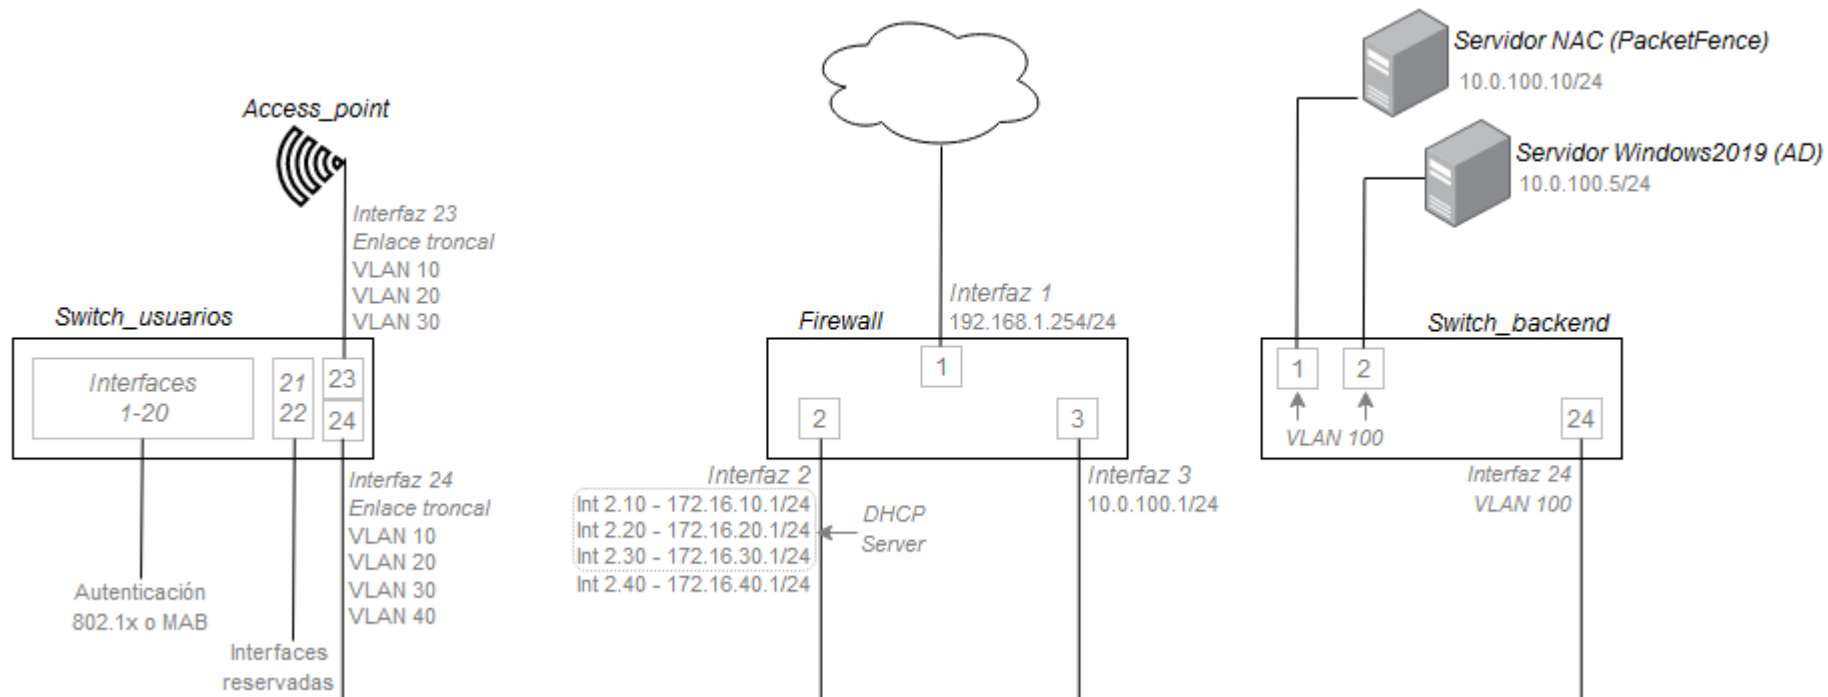 Access_point
Interfaz 23
Enlace troncal
VLAN 10
VLAN 20
VLAN 30
Switch_usuarios
Interfaces
1-20
21
22
23
24
Interfaz 24
Enlace troncal
VLAN 10
VLAN 20
VLAN 30
VLAN 40
Autenticación
802.1x o MAB
Interfaces
reservadas
Interfaz 1
192.168.1.254/24
Firewall
1
2
3
Interfaz 2
Int 2.10 - 172.16.10.1/24
Int 2.20 - 172.16.20.1/24
Int 2.30 - 172.16.30.1/24
Int 2.40 - 172.16.40.1/24
DHCP
Server
Interfaz 3
10.0.100.1/24
Servidor NAC (PacketFence)
10.0.100.10/24
Servidor Windows2019 (AD)
10.0.100.5/24
Switch_backend
1
2
VLAN 100
24
Interfaz 24
VLAN 100